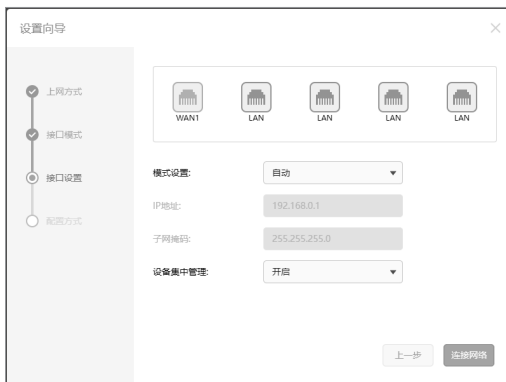 设置向导
上网方式
接口模式
接口设置
配置方式
WAN1 LAN LAN LAN LAN
模式设置: 自动
IP地址: 192.168.0.1
子网掩码: 255.255.255.0
设备集中管理: 开启
上一步 连接网络